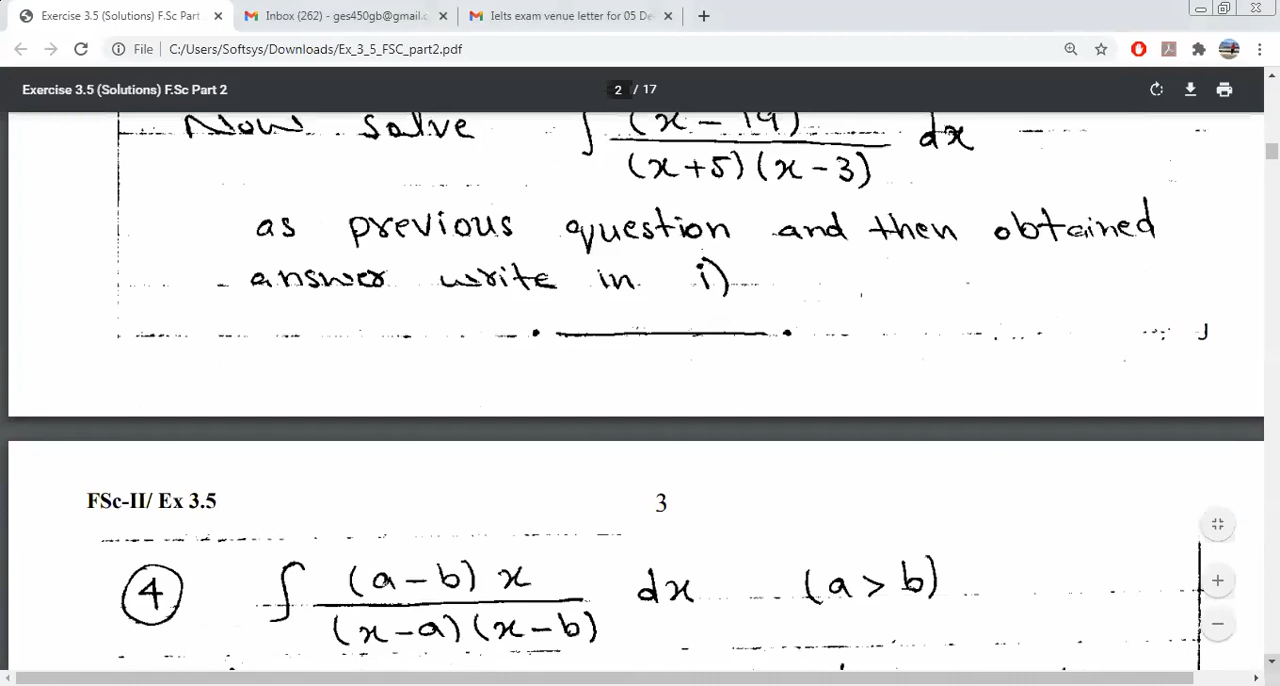 Exercise 3.5 (Solutions) F.Sc Part
Inbox (262) - ges450gb@gmail.c
Ielts exam venue letter for 05 De
File | C:/Users/Softsys/Downloads/Ex_3_5_FSC_part2.pdf
Exercise 3.5 (Solutions) F.Sc Part 2
2 / 17
Now solve ∫ (x - 19) / (x+5)(x-3) dx
as previous question and then obtained
answer write in i)
FSc-II/ Ex 3.5
3
4 ∫ (a-b) x / (x-a)(x-b) dx (a > b)